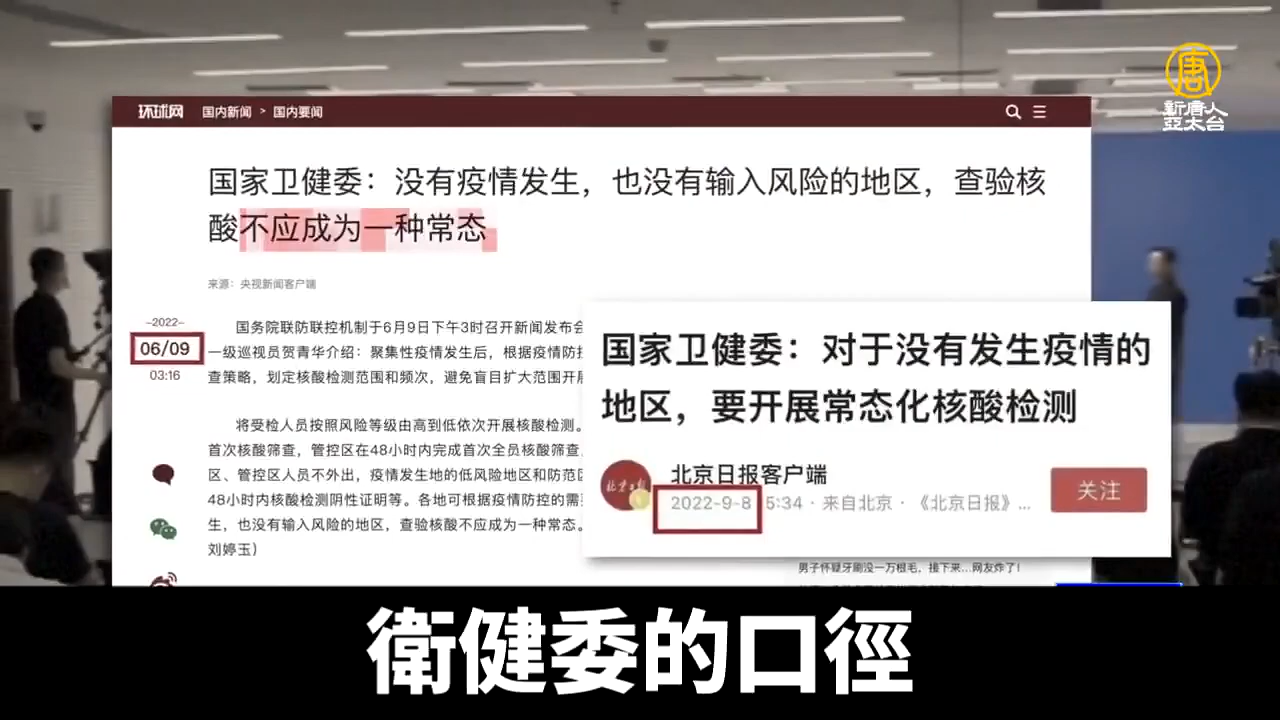 唐
新唐人
亞太台
环球网 国内新闻 > 国内要闻
国家卫健委：没有疫情发生，也没有输入风险的地区，查验核
酸不应成为一种常态
来源：央视新闻客户端
2022
06/09
03:16
国务院联防联控机制于6月9日下午3时召开新闻发布会
一级巡视员贺青华介绍：聚集性疫情发生后，根据疫情防
查策略，划定核酸检测范围和频次，避免盲目扩大范围开展
将受检人员按照风险等级由高到低依次开展核酸检测。
首次核酸筛查，管控区在48小时内完成首次全员核酸筛查
区、管控区人员不外出，疫情发生地的低风险地区和防范区
48小时内核酸检测阴性证明等。各地可根据疫情防控的需
生，也没有输入风险的地区，查验核酸不应成为一种常态。
刘婷玉）
国家卫健委：对于没有发生疫情的
地区，要开展常态化核酸检测
北京日报客户端
2022-9-8 5:34 · 来自北京 · 《北京日报》...
关注
男子怀疑牙刷没一万根毛，接下来...网友炸了！
衛健委的口徑